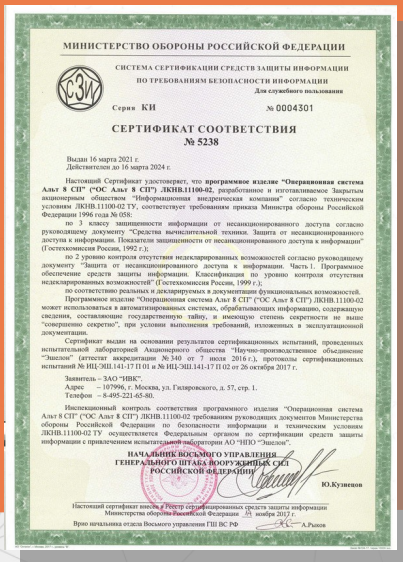 МИНИСТЕРСТВО ОБОРОНЫ РОССИЙСКОЙ ФЕДЕРАЦИИ
СИСТЕМА СЕРТИФИКАЦИИ СРЕДСТВ ЗАЩИТЫ ИНФОРМАЦИИ
ПО ТРЕБОВАНИЯМ БЕЗОПАСНОСТИ ИНФОРМАЦИИ
Для служебного пользования
СЗИ
Серия КИ № 0004301
СЕРТИФИКАТ СООТВЕТСТВИЯ
№ 5238
Выдан 16 марта 2021 г.
Действителен до 16 марта 2024 г.
Настоящий Сертификат удостоверяет, что программное изделие "Операционная система
Альт 8 СП" ("ОС Альт 8 СП") ЛКНВ.11100-02, разработанное и изготавливаемое Закрытым
акционерным обществом "Информационная внедренческая компания" согласно техническим
условиям ЛКНВ.11100-02 ТУ, соответствует требованиям приказа Министра обороны Российской
Федерации 1996 года № 058:
по 3 классу защищенности информации от несанкционированного доступа согласно
руководящему документу "Средства вычислительной техники. Защита от несанкционированного
доступа к информации. Показатели защищенности от несанкционированного доступа к информации"
(Гостехкомиссия России, 1992 г.);
по 2 уровню контроля отсутствия недекларированных возможностей согласно руководящему
документу "Защита от несанкционированного доступа к информации. Часть 1. Программное
обеспечение средств защиты информации. Классификация по уровню контроля отсутствия
недекларированных возможностей" (Гостехкомиссия России, 1999 г.);
по соответствию реальных и декларируемых в документации функциональных возможностей.
Программное изделие "Операционная система Альт 8 СП" ("ОС Альт 8 СП") ЛКНВ.11100-02
может использоваться в автоматизированных системах, обрабатывающих информацию, содержащую
сведения, составляющие государственную тайну, и имеющую степень секретности не выше
"совершенно секретно", при условии выполнения требований, изложенных в эксплуатационной
документации.
Сертификат выдан на основании результатов сертификационных испытаний, проведенных
испытательной лабораторией Акционерного общества "Научно-производственное объединение
"Эшелон" (аттестат аккредитации № 340 от 7 июля 2016 г.), протоколы сертификационных
испытаний № ИЦ-ЭШ.141-17 П 01 и № ИЦ-ЭШ.141-17 П 02 от 26 октября 2017 г.
Заявитель – ЗАО "ИВК".
Адрес – 107996, г. Москва, ул. Гиляровского, д. 57, стр. 1.
Телефон – 8-495-221-65-80.
Инспекционный контроль соответствия программного изделия "Операционная система
Альт 8 СП" ("ОС Альт 8 СП") ЛКНВ.11100-02 требованиям руководящих документов Министерства
обороны Российской Федерации по безопасности информации и техническим условиям
ЛКНВ.11100-02 ТУ осуществляется Федеральным органом по сертификации средств защиты
информации с привлечением испытательной лаборатории АО "НПО "Эшелон".
НАЧАЛЬНИК ВОСЬМОГО УПРАВЛЕНИЯ
ГЕНЕРАЛЬНОГО ШТАБА ВООРУЖЕННЫХ СИЛ
РОССИЙСКОЙ ФЕДЕРАЦИИ
Ю.Кузнецов
Настоящий сертификат внесен в Реестр сертифицированных средств защиты информации
Министерства обороны Российской Федерации ноября 2017 г.
Врио начальника отдела Восьмого управления ГШ ВС РФ А.Рыхов